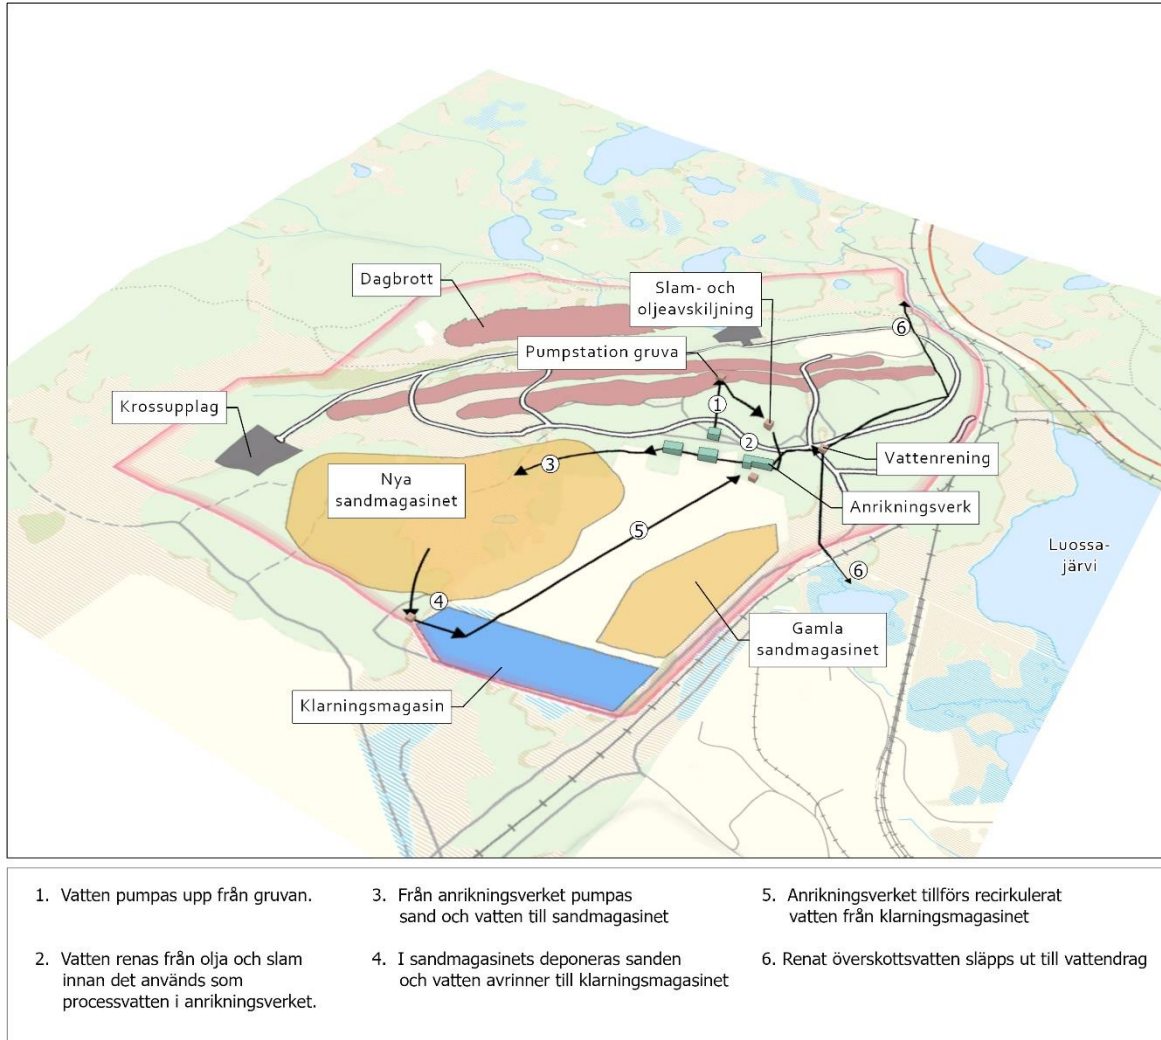 Dagbrott
Slam- och
oljeavskiljning
6
Pumpstation gruva
Krossupplag
1
2
3
Vattenrening
Nya
sandmagasinet
Anrikningsverk
5
Luossa-
järvi
6
4
Gamla
sandmagasinet
Klarningsmagasin
1. Vatten pumpas upp från gruvan.
2. Vatten renas från olja och slam
innan det används som
processvatten i anrikningsverket.
3. Från anrikningsverket pumpas
sand och vatten till sandmagasinet
4. I sandmagasinets deponeras sanden
och vatten avrinner till klarningsmagasinet
5. Anrikningsverket tillförs recirkulerat
vatten från klarningsmagasinet
6. Renat överskottsvatten släpps ut till vattendrag